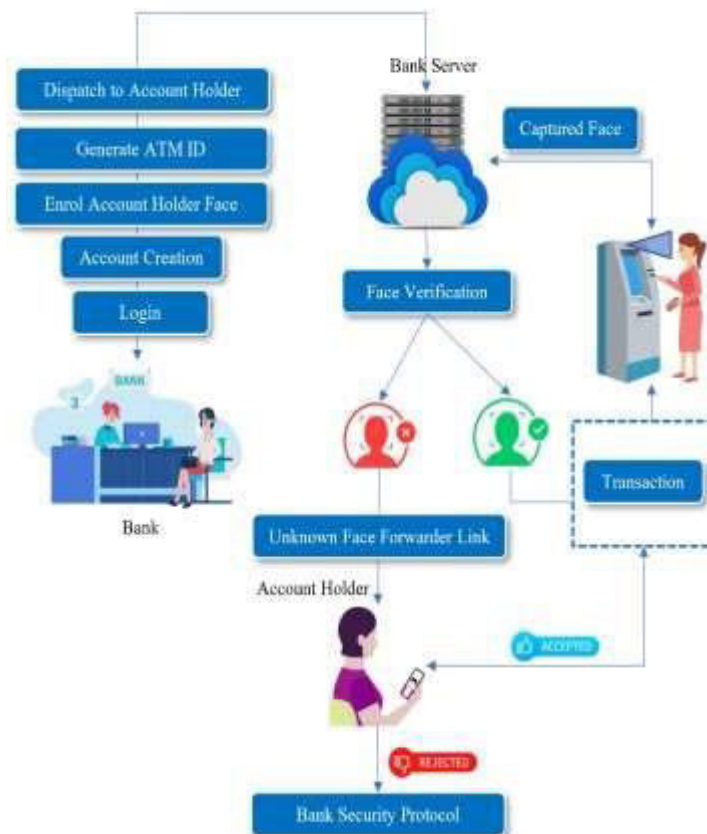 Bank Server
Dispatch to Account Holder
Captured Face
Generate ATM ID
Enrol Account Holder Face
Account Creation
Face Verification
Login
BANK
Transaction
Bank
Unknown Face Forwarder Link
Account Holder
ACCEPTED
REJECTED
Bank Security Protocol